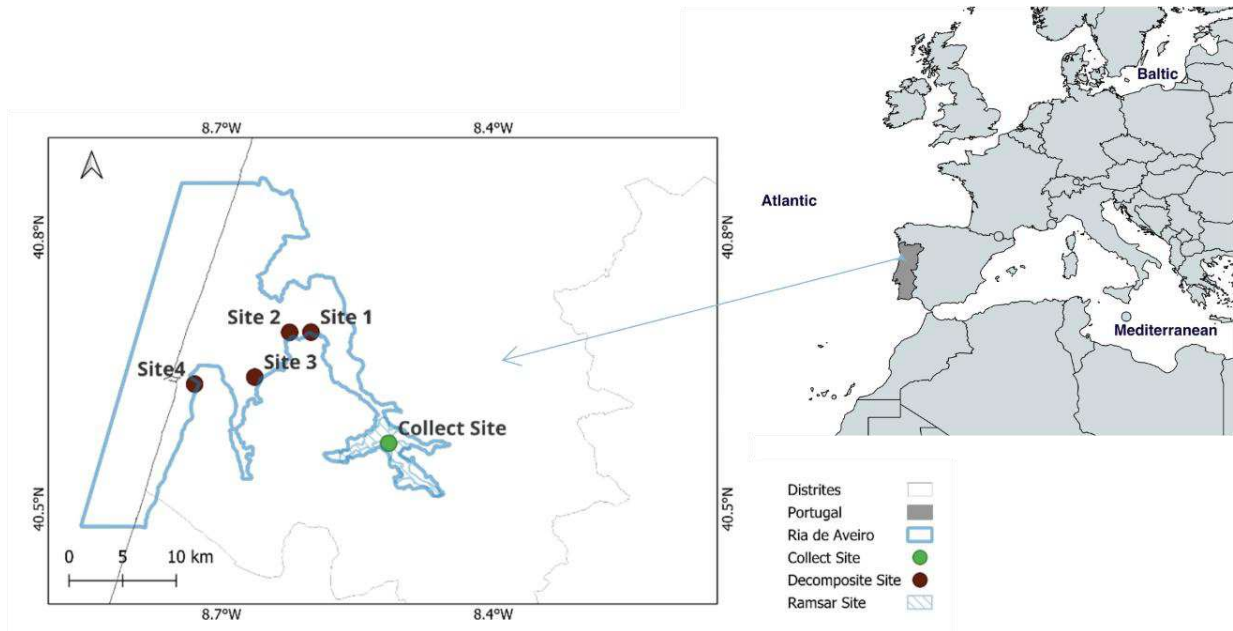 Baltic
Atlantic
Mediterranean
8.7°W
8.4°W
40.8°N
40.8°N
Site 2
Site 1
Site 3
Site4
Collect Site
40.5°N
40.5°N
0 5 10 km
8.7°W
8.4°W
Distrites
Portugal
Ria de Aveiro
Collect Site
Decomposite Site
Ramsar Site